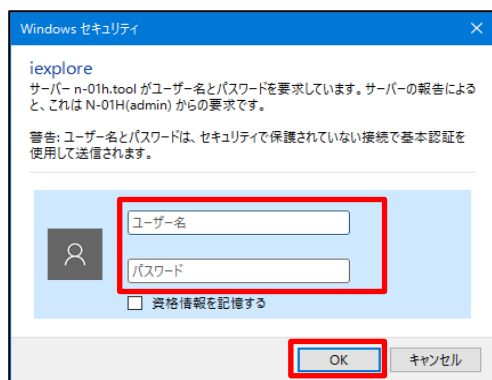 Windows セキュリティ
iexplore
サーバー n-01h.tool がユーザー名とパスワードを要求しています。サーバーの報告による
と、これは N-01H(admin) からの要求です。
警告: ユーザー名とパスワードは、セキュリティで保護されていない接続で基本認証を
使用して送信されます。
ユーザー名
パスワード
資格情報を記憶する
OK
キャンセル